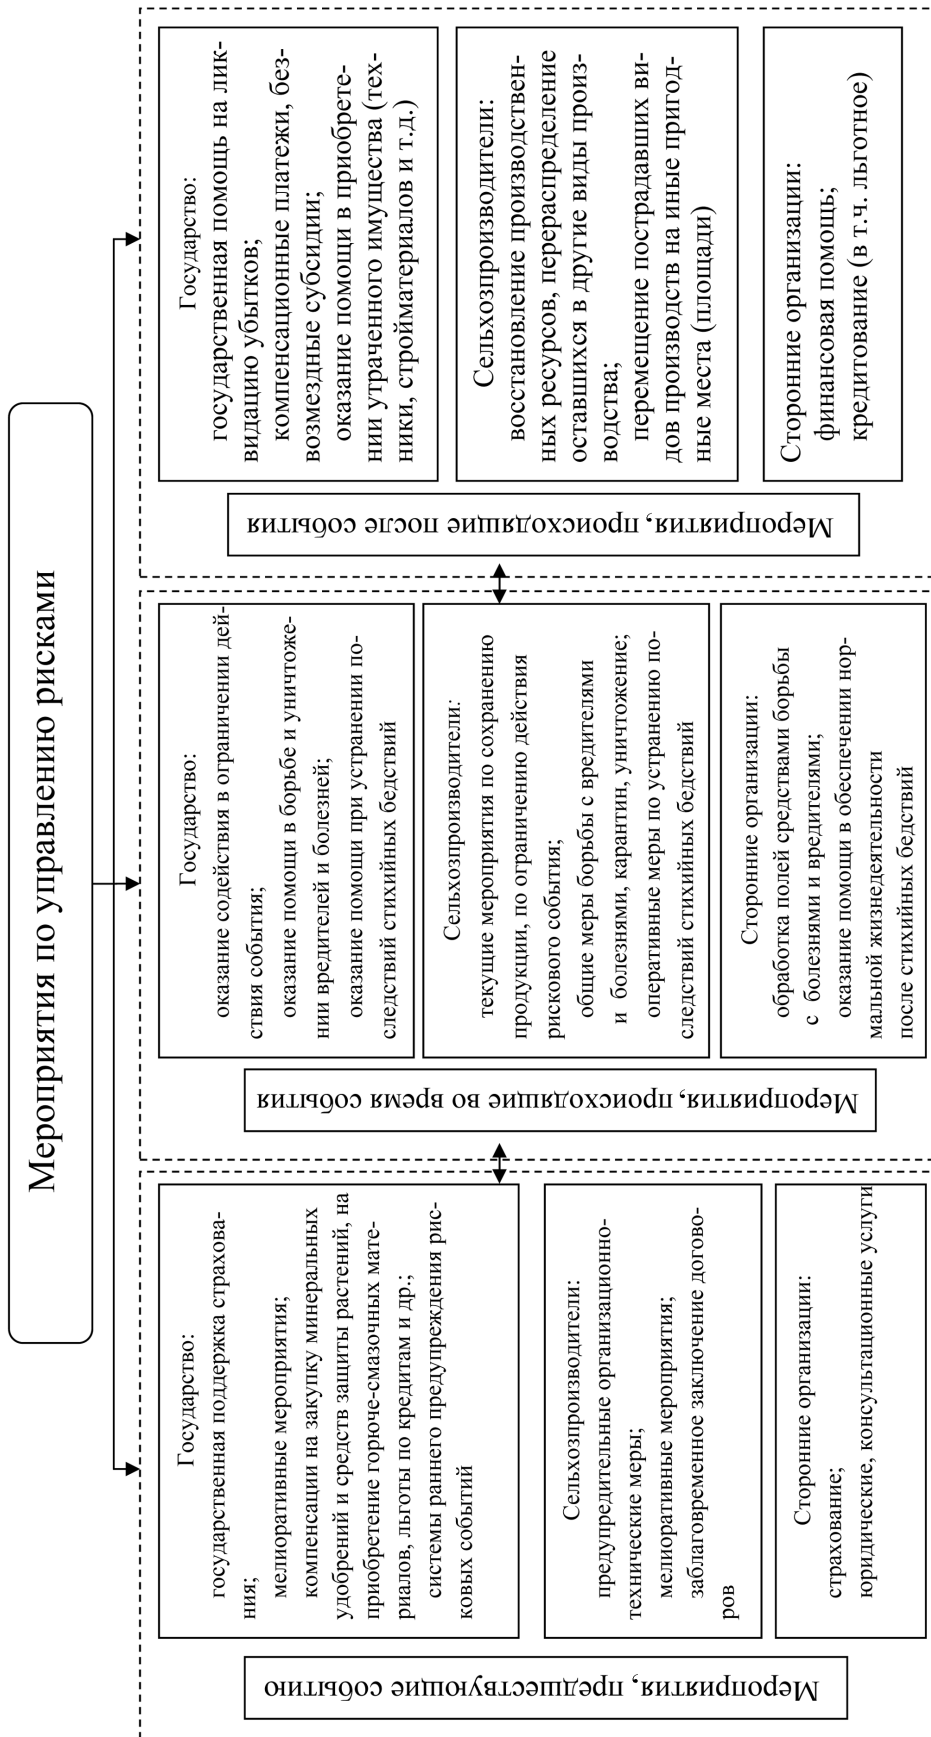 Мероприятия по управлению рисками
Мероприятия, предшествующие событию
Государство:
государственная поддержка страхова-
ния;
мелиоративные мероприятия;
компенсации на закупку минеральных
удобрений и средств защиты растений, на
приобретение горюче-смазочных мате-
риалов, льготы по кредитам и др.;
системы раннего предупреждения рис-
ковых событий
Сельхозпроизводители:
предупредительные организационно-
технические меры;
мелиоративные мероприятия;
заблаговременное заключение догово-
ров
Сторонние организации:
страхование;
юридические, консультационные услуги
Мероприятия, происходящие во время события
Государство:
оказание содействия в ограничении дей-
ствия события;
оказание помощи в борьбе и уничтоже-
нии вредителей и болезней;
оказание помощи при устранении по-
следствий стихийных бедствий
Сельхозпроизводители:
текущие мероприятия по сохранению
продукции, по ограничению действия
рискового события;
общие меры борьбы с вредителями
и болезнями, карантин, уничтожение;
оперативные меры по устранению по-
следствий стихийных бедствий
Сторонние организации:
обработка полей средствами борьбы
с болезнями и вредителями;
оказание помощи в обеспечении нор-
мальной жизнедеятельности
после стихийных бедствий
Мероприятия, происходящие после события
Государство:
государственная помощь на лик-
видацию убытков;
компенсационные платежи, без-
возмездные субсидии;
оказание помощи в приобрете-
нии утраченного имущества (тех-
ники, стройматериалов и т.д.)
Сельхозпроизводители:
восстановление производствен-
ных ресурсов, перераспределение
оставшихся в другие виды произ-
водства;
перемещение пострадавших ви-
дов производств на иные пригод-
ные места (площади)
Сторонние организации:
финансовая помощь;
кредитование (в т.ч. льготное)